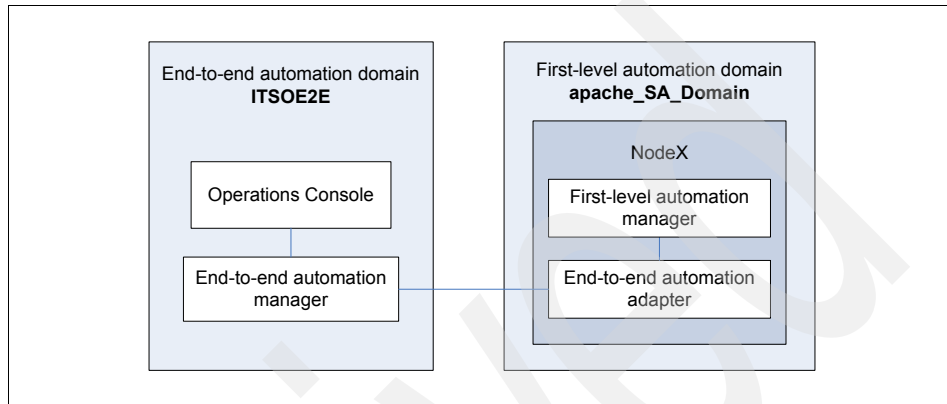 End-to-end automation domain
ITSOE2E
Operations Console
End-to-end automation
manager
First-level automation domain
apache_SA_Domain
NodeX
First-level automation
manager
End-to-end automation
adapter